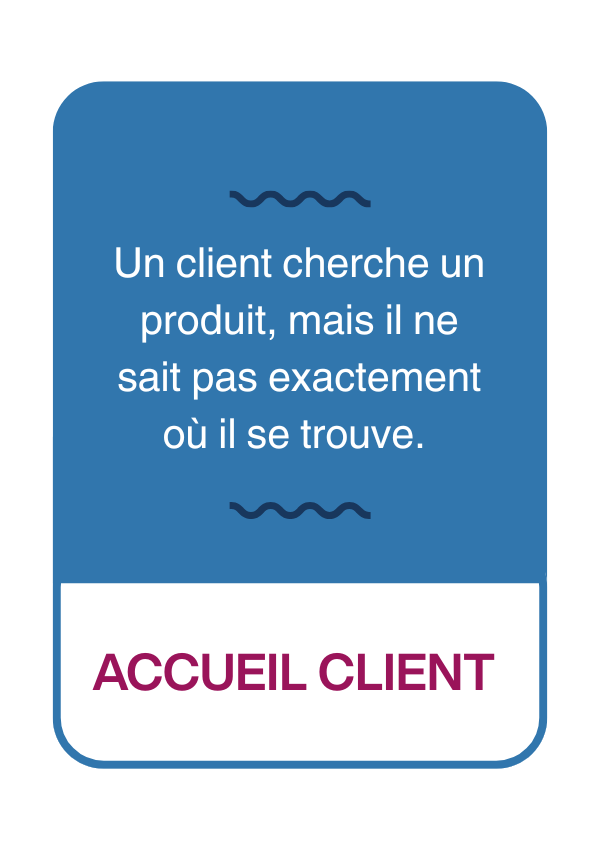 Un client cherche un
produit, mais il ne
sait pas exactement
où il se trouve.
ACCUEIL CLIENT